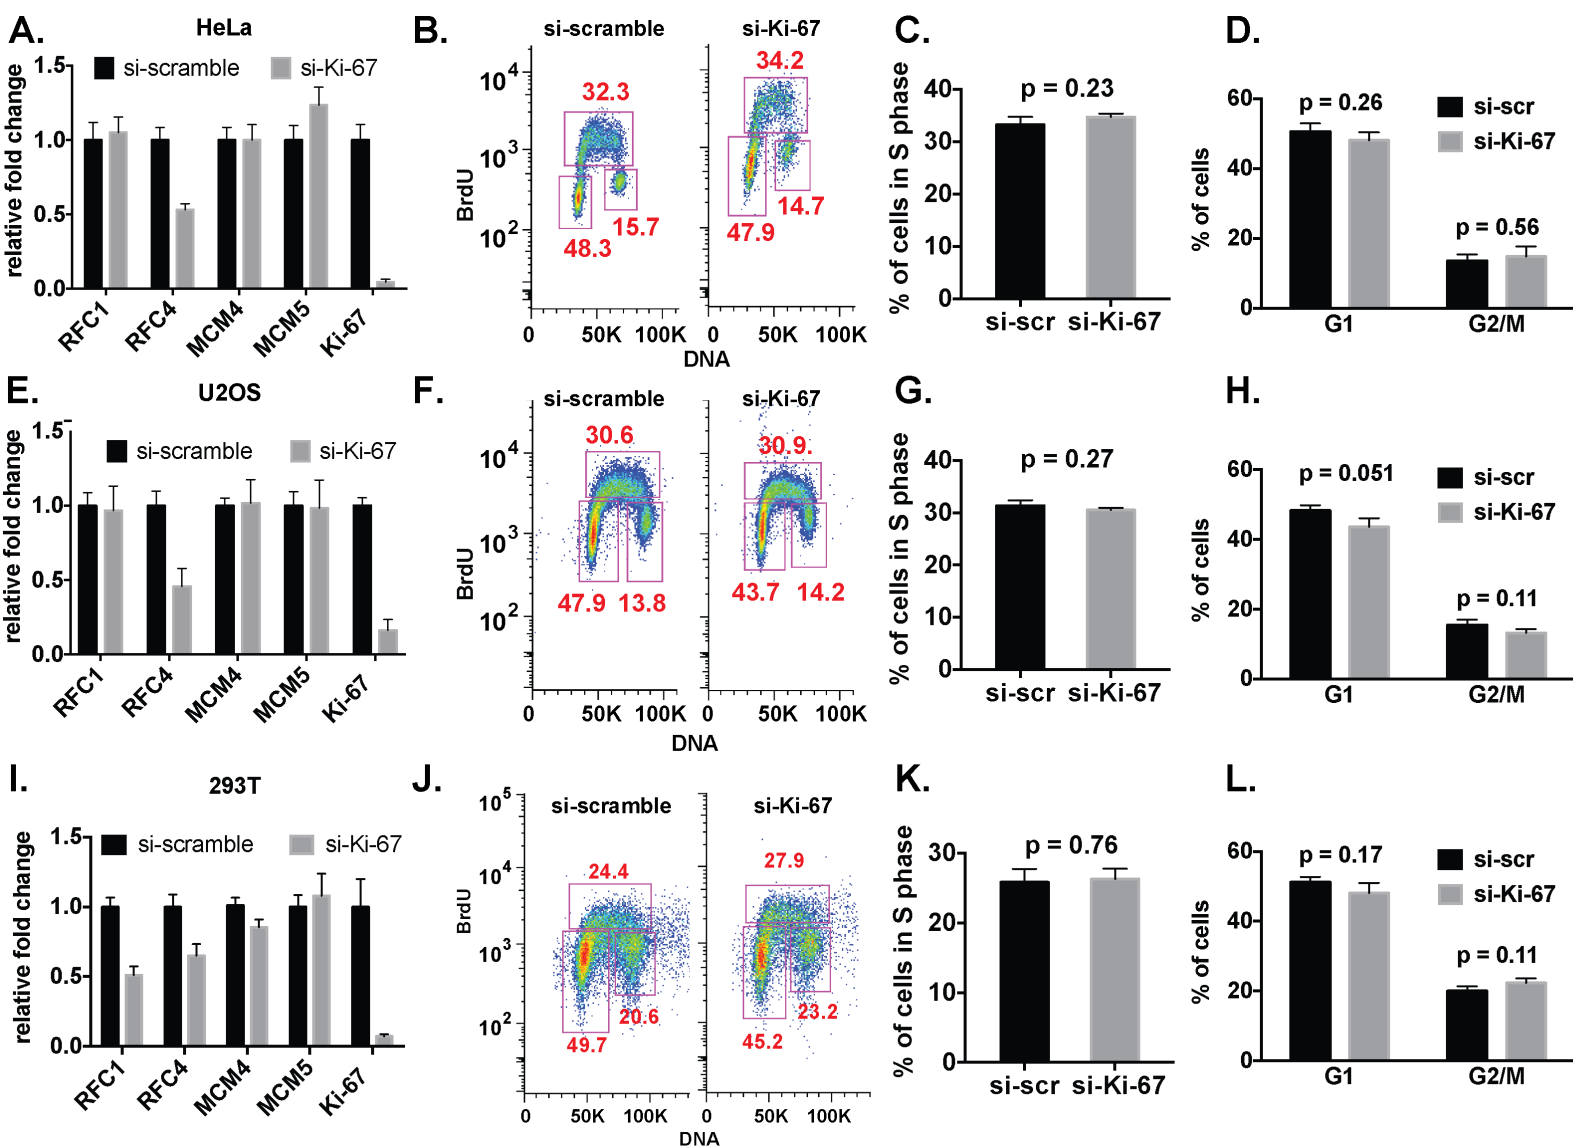 A.
HeLa
relative fold change
1.5
1.0
0.5
0.0
si-scramble
si-Ki-67
RFC1
RFC4
MCM4
MCM5
Ki-67
B.
si-scramble
si-Ki-67
BrdU
10^4
10^3
10^2
32.3
48.3
15.7
34.2
47.9
14.7
0
50K
100K
0
50K
100K
DNA
C.
% of cells in S phase
40
30
20
10
0
p = 0.23
si-scr
si-Ki-67
D.
% of cells
60
40
20
0
p = 0.26
p = 0.56
si-scr
si-Ki-67
G1
G2/M
E.
U2OS
relative fold change
1.5
1.0
0.5
0.0
si-scramble
si-Ki-67
RFC1
RFC4
MCM4
MCM5
Ki-67
F.
si-scramble
si-Ki-67
BrdU
10^4
10^3
10^2
30.6
47.9
13.8
30.9.
43.7
14.2
0
50K
100K
0
50K
100K
DNA
G.
% of cells in S phase
40
30
20
10
0
p = 0.27
si-scr
si-Ki-67
H.
% of cells
60
40
20
0
p = 0.051
p = 0.11
si-scr
si-Ki-67
G1
G2/M
I.
293T
relative fold change
1.5
1.0
0.5
0.0
si-scramble
si-Ki-67
RFC1
RFC4
MCM4
MCM5
Ki-67
J.
si-scramble
si-Ki-67
BrdU
10^5
10^4
10^3
10^2
24.4
49.7
20.6
27.9
45.2
23.2
0
50K
100K
0
50K
100K
DNA
K.
% of cells in S phase
30
20
10
0
p = 0.76
si-scr
si-Ki-67
L.
% of cells
60
40
20
0
p = 0.17
p = 0.11
si-scr
si-Ki-67
G1
G2/M